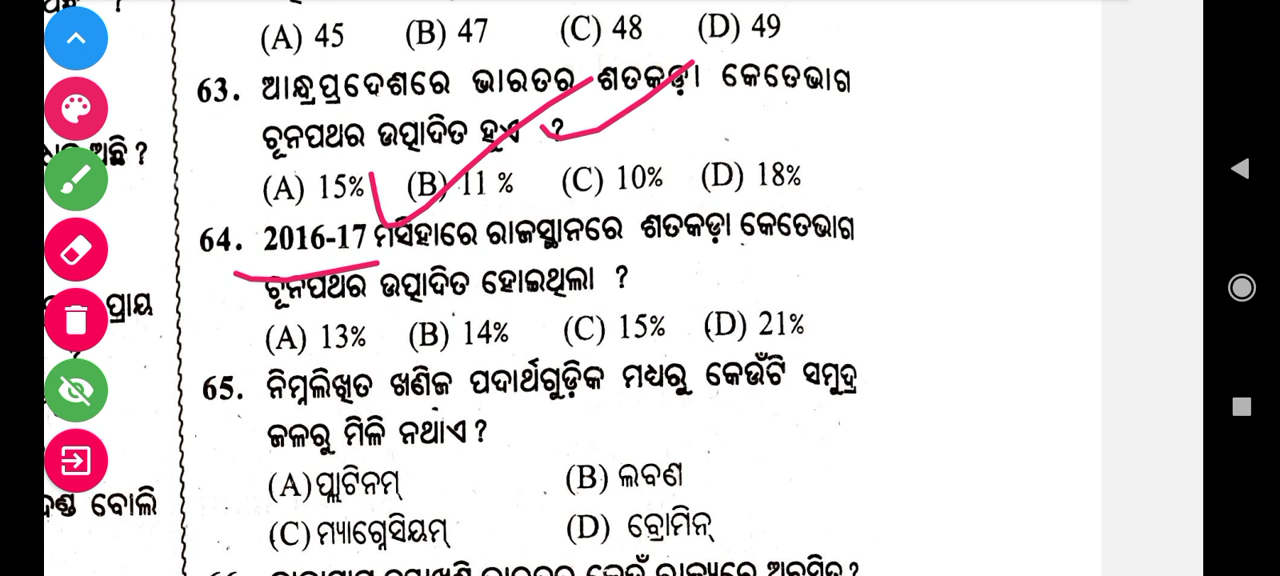 (A) 45 (B) 47 (C) 48 (D) 49
63. ଆନ୍ଧ୍ରପ୍ରଦେଶରେ ଭାରତର ଶତକଡ଼ା କେତେଭାଗ
ଚୂନପଥର ଉତ୍ପାଦିତ ହୁଏ ?
(A) 15% (B) 11 % (C) 10% (D) 18%
ଅଛି ?
64. 2016-17 ମସିହାରେ ରାଜସ୍ଥାନରେ ଶତକଡ଼ା କେତେଭାଗ
ଚୂନପଥର ଉତ୍ପାଦିତ ହୋଇଥିଲା ?
(A) 13% (B) 14% (C) 15% (D) 21%
ପ୍ରାୟ
65. ନିମ୍ନଲିଖିତ ଖଣିଜ ପଦାର୍ଥଗୁଡ଼ିକ ମଧ୍ୟରୁ କେଉଁଟି ସମୁଦ୍ର
ଜଳରୁ ମିଳି ନଥାଏ ?
(A) ପ୍ଲାଟିନମ୍ (B) ଲବଣ
(C) ମ୍ୟାଗ୍ନେସିୟମ୍ (D) ବ୍ରୋମିନ୍
ବୋଲି